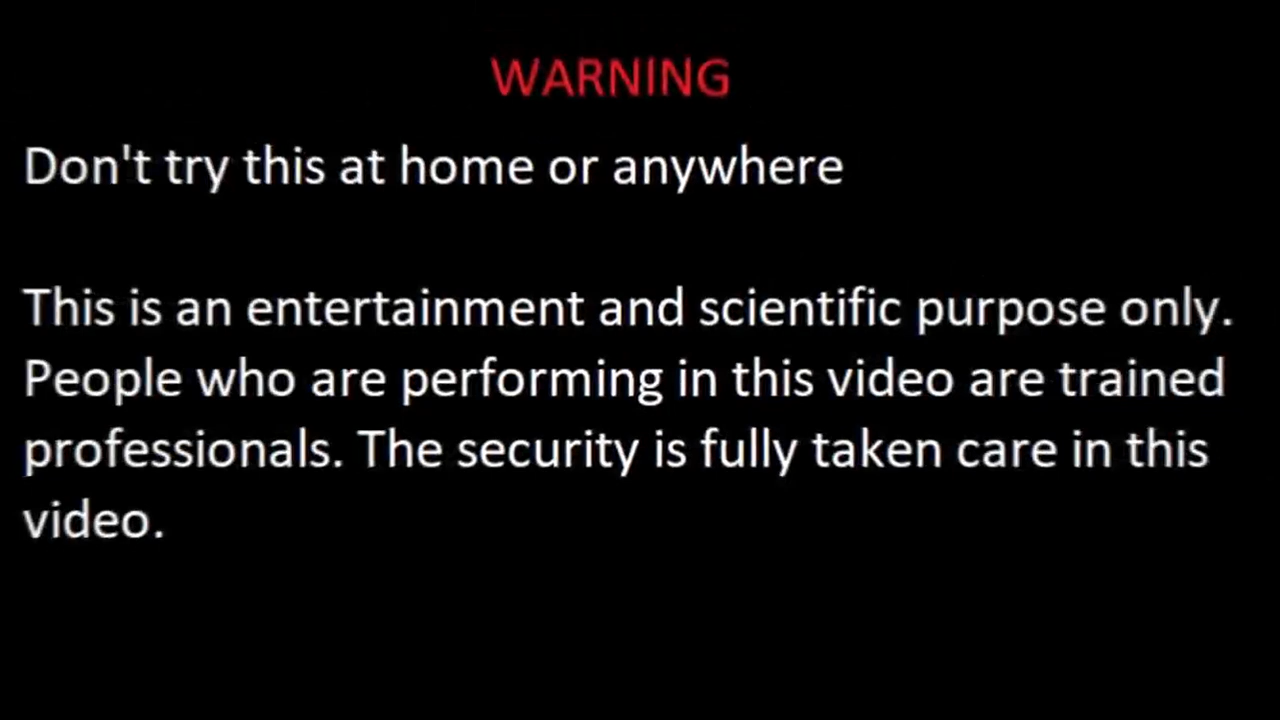 WARNING
Don't try this at home or anywhere
This is an entertainment and scientific purpose only.
People who are performing in this video are trained
professionals. The security is fully taken care in this
video.